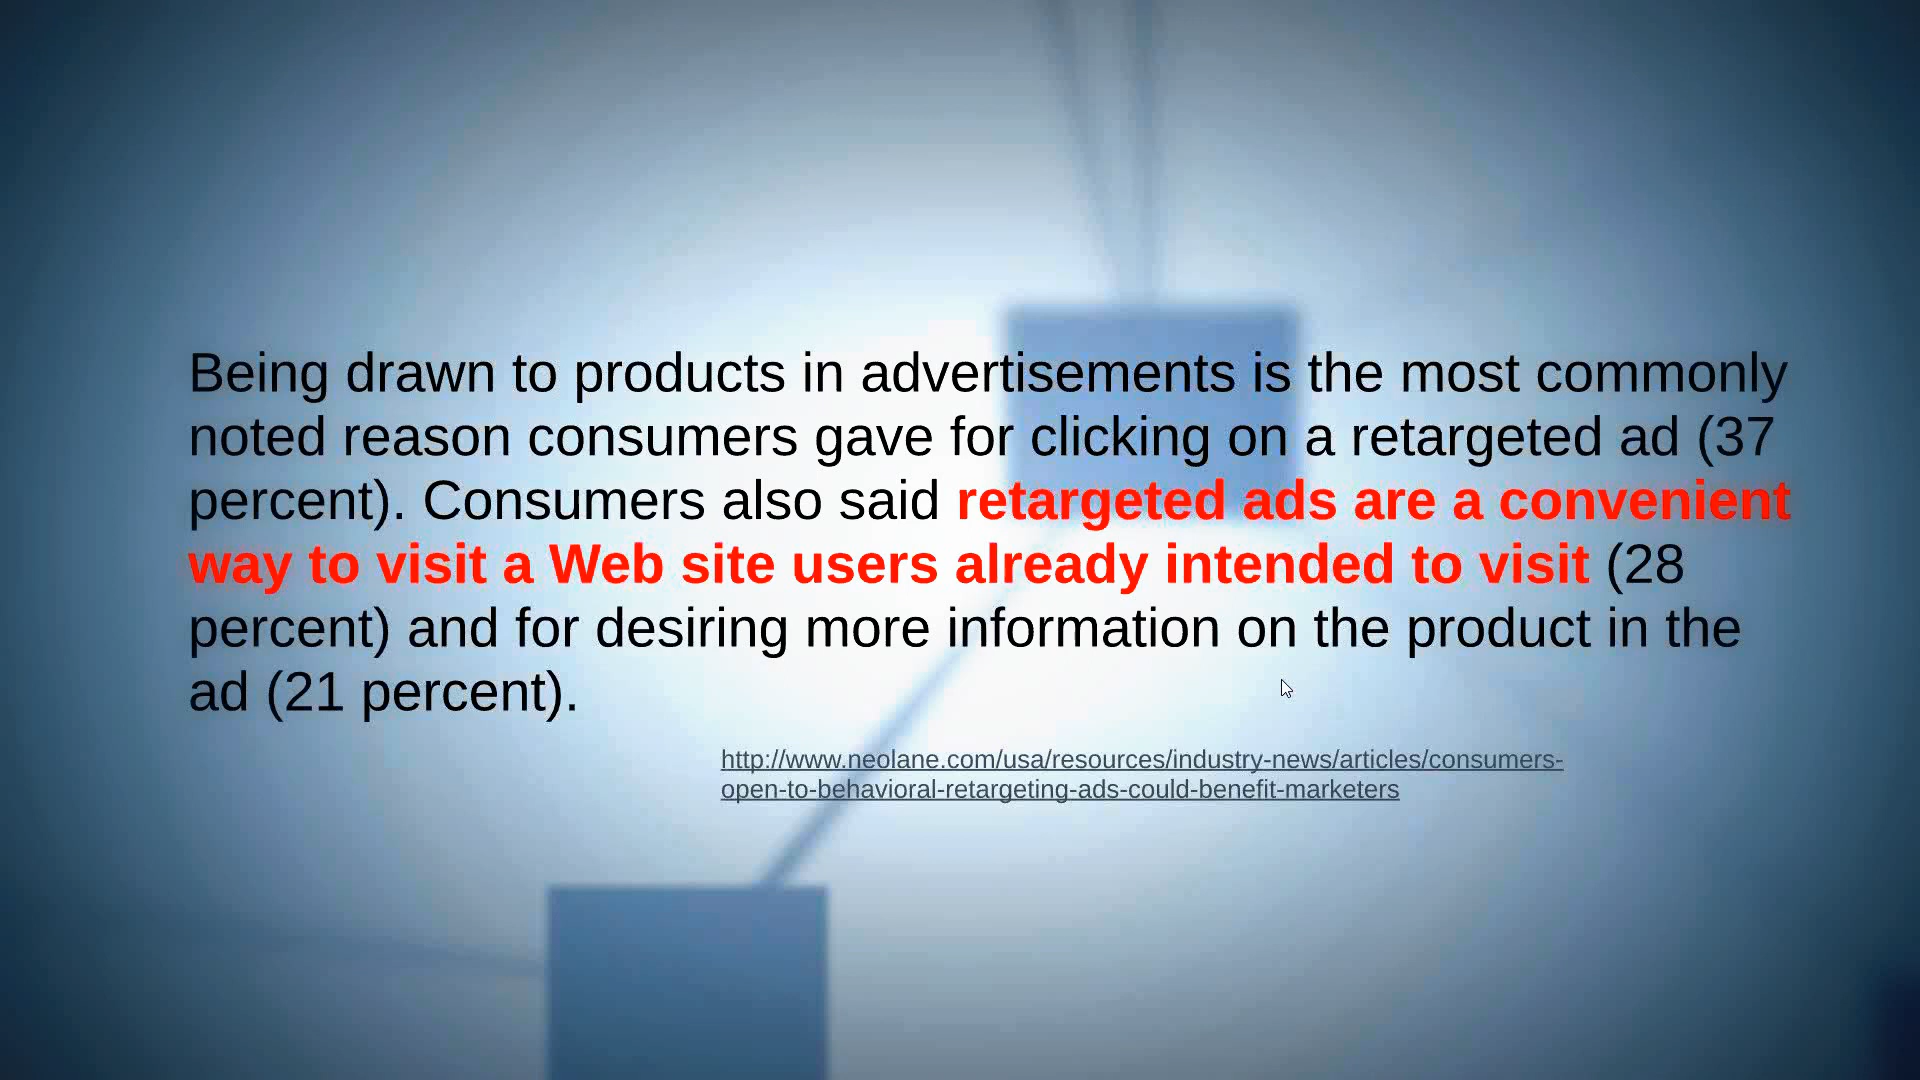 Being drawn to products in advertisements is the most commonly
noted reason consumers gave for clicking on a retargeted ad (37
percent). Consumers also said retargeted ads are a convenient
way to visit a Web site users already intended to visit (28
percent) and for desiring more information on the product in the
ad (21 percent).
http://www.neolane.com/usa/resources/industry-news/articles/consumers-
open-to-behavioral-retargeting-ads-could-benefit-marketers